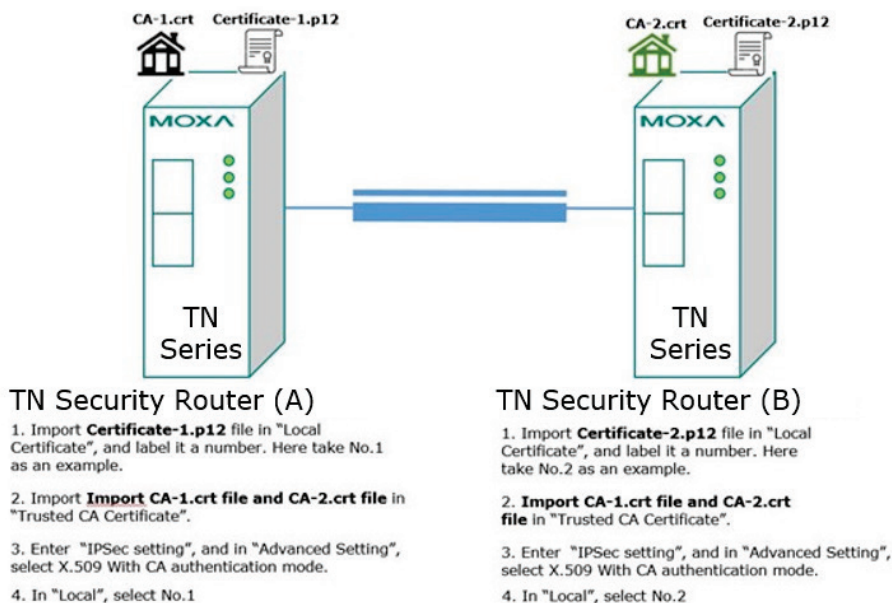 CA-1.crt Certificate-1.p12
CA-2.crt Certificate-2.p12
MOXA
MOXA
TN
Series
TN
Series
TN Security Router (A)
1. Import Certificate-1.p12 file in "Local
Certificate", and label it a number. Here take No.1
as an example.
2. Import Import CA-1.crt file and CA-2.crt file in
"Trusted CA Certificate".
3. Enter "IPSec setting", and in "Advanced Setting",
select X.509 With CA authentication mode.
4. In "Local", select No.1
TN Security Router (B)
1. Import Certificate-2.p12 file in "Local
Certificate", and label it a number. Here
take No.2 as an example.
2. Import CA-1.crt file and CA-2.crt
file in "Trusted CA Certificate".
3. Enter "IPSec setting", and in "Advanced Setting",
select X.509 With CA authentication mode.
4. In "Local", select No.2